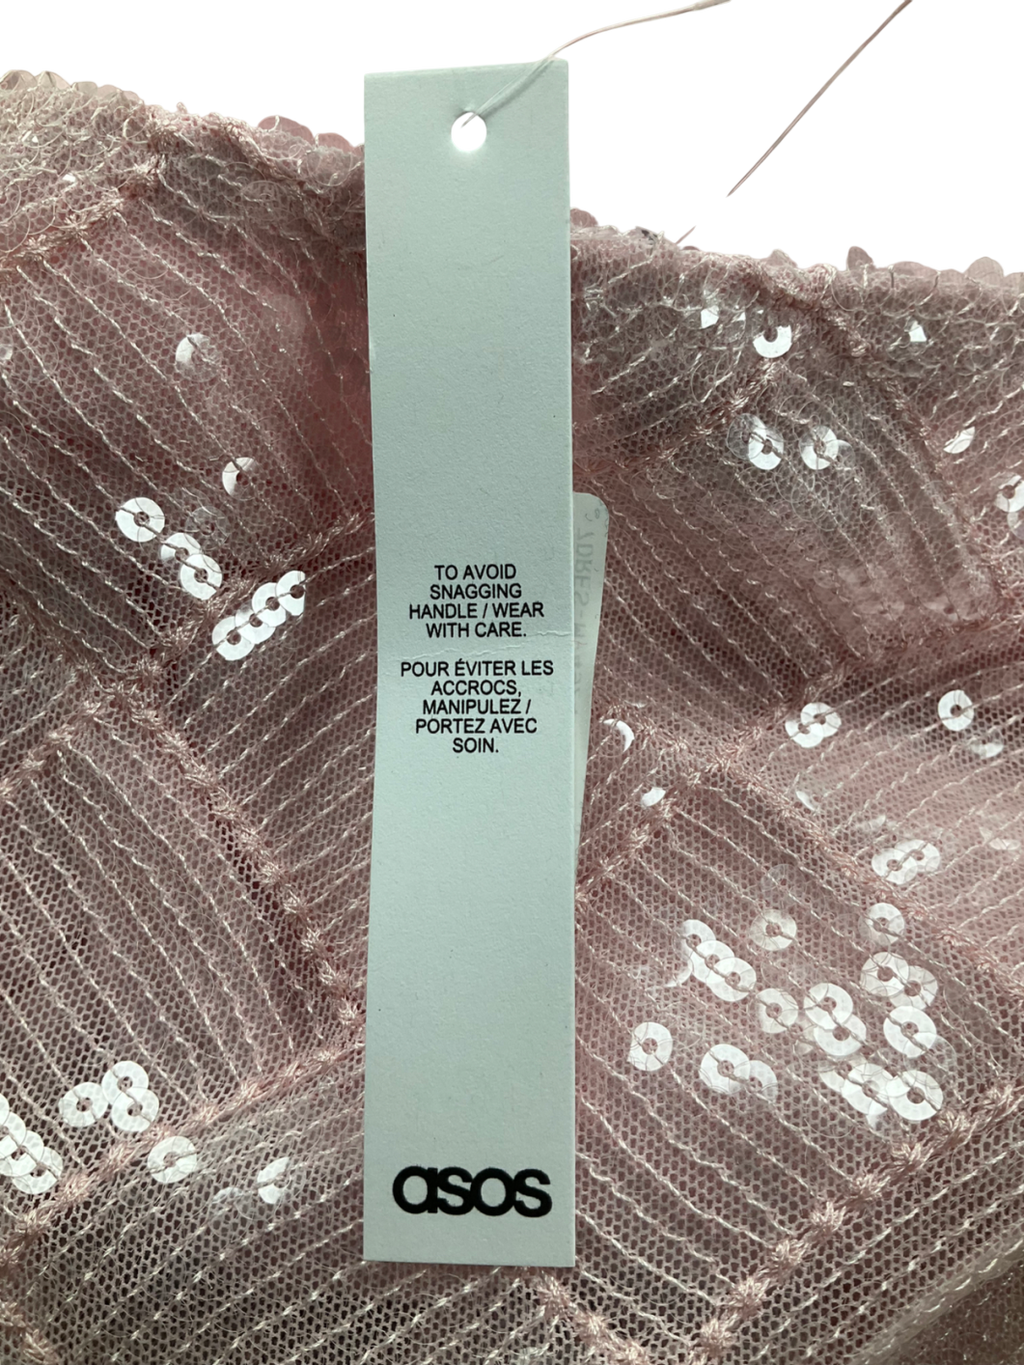 TO AVOID
SNAGGING
HANDLE / WEAR
WITH CARE.
POUR ÉVITER LES
ACCROCS,
MANIPULEZ /
PORTEZ AVEC
SOIN.
asos